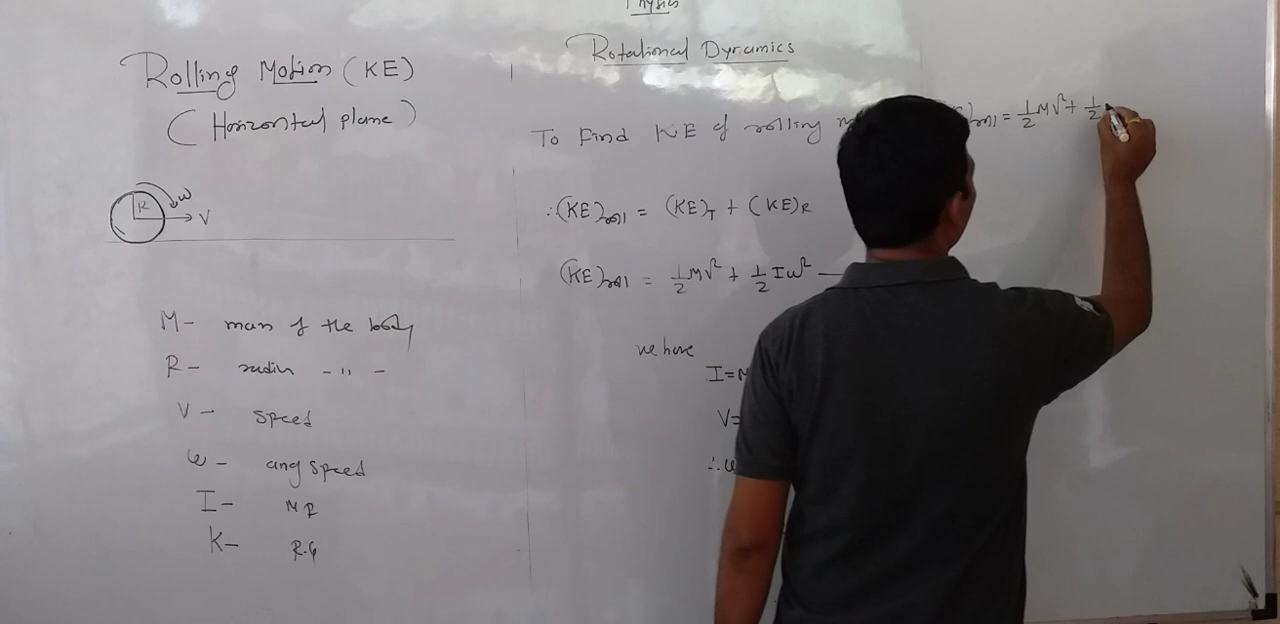 Physics
Rolling Motion (KE)
(Horizontal plane)
R
ω
V
M- mass of the body
R- radius -"-
V- speed
ω- ang speed
I- MI
K- R.G
Rotational Dynamics
To Find KE of rolling
∴(KE)roll = (KE)T + (KE)R
(KE)roll = 1/2 MV² + 1/2 Iω² —
we have
I=M
V=
∴ω
= 1/2 MV² + 1/2